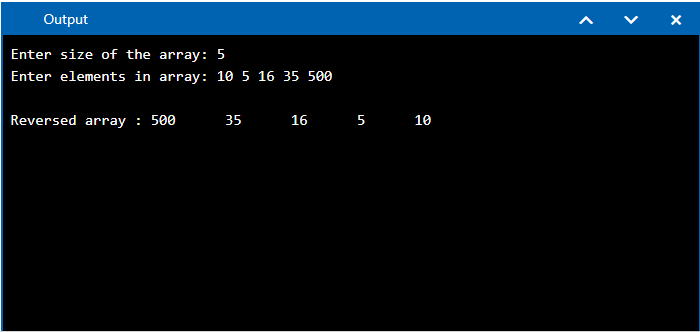 Output
Enter size of the array: 5
Enter elements in array: 10 5 16 35 500
Reversed array : 500      35      16      5      10